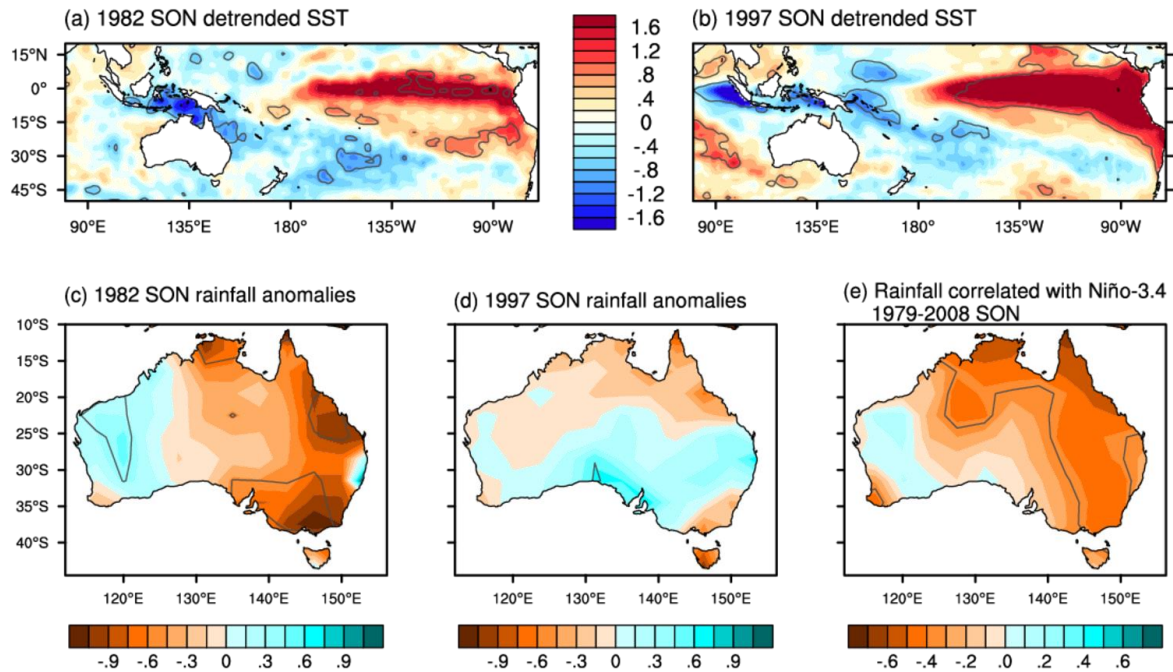 (a) 1982 SON detrended SST
(b) 1997 SON detrended SST
15°N
0°
15°S
30°S
45°S
90°E 135°E 180° 135°W 90°W
1.6
1.2
.8
.4
0
-.4
-.8
-1.2
-1.6
90°E 135°E 180° 135°W 90°W
(c) 1982 SON rainfall anomalies
(d) 1997 SON rainfall anomalies
(e) Rainfall correlated with Niño-3.4
1979-2008 SON
10°S
15°S
20°S
25°S
30°S
35°S
40°S
120°E 130°E 140°E 150°E
120°E 130°E 140°E 150°E
120°E 130°E 140°E 150°E
-.9 -.6 -.3 0 .3 .6 .9
-.9 -.6 -.3 0 .3 .6 .9
-.6 -.4 -.2 .0 .2 .4 .6